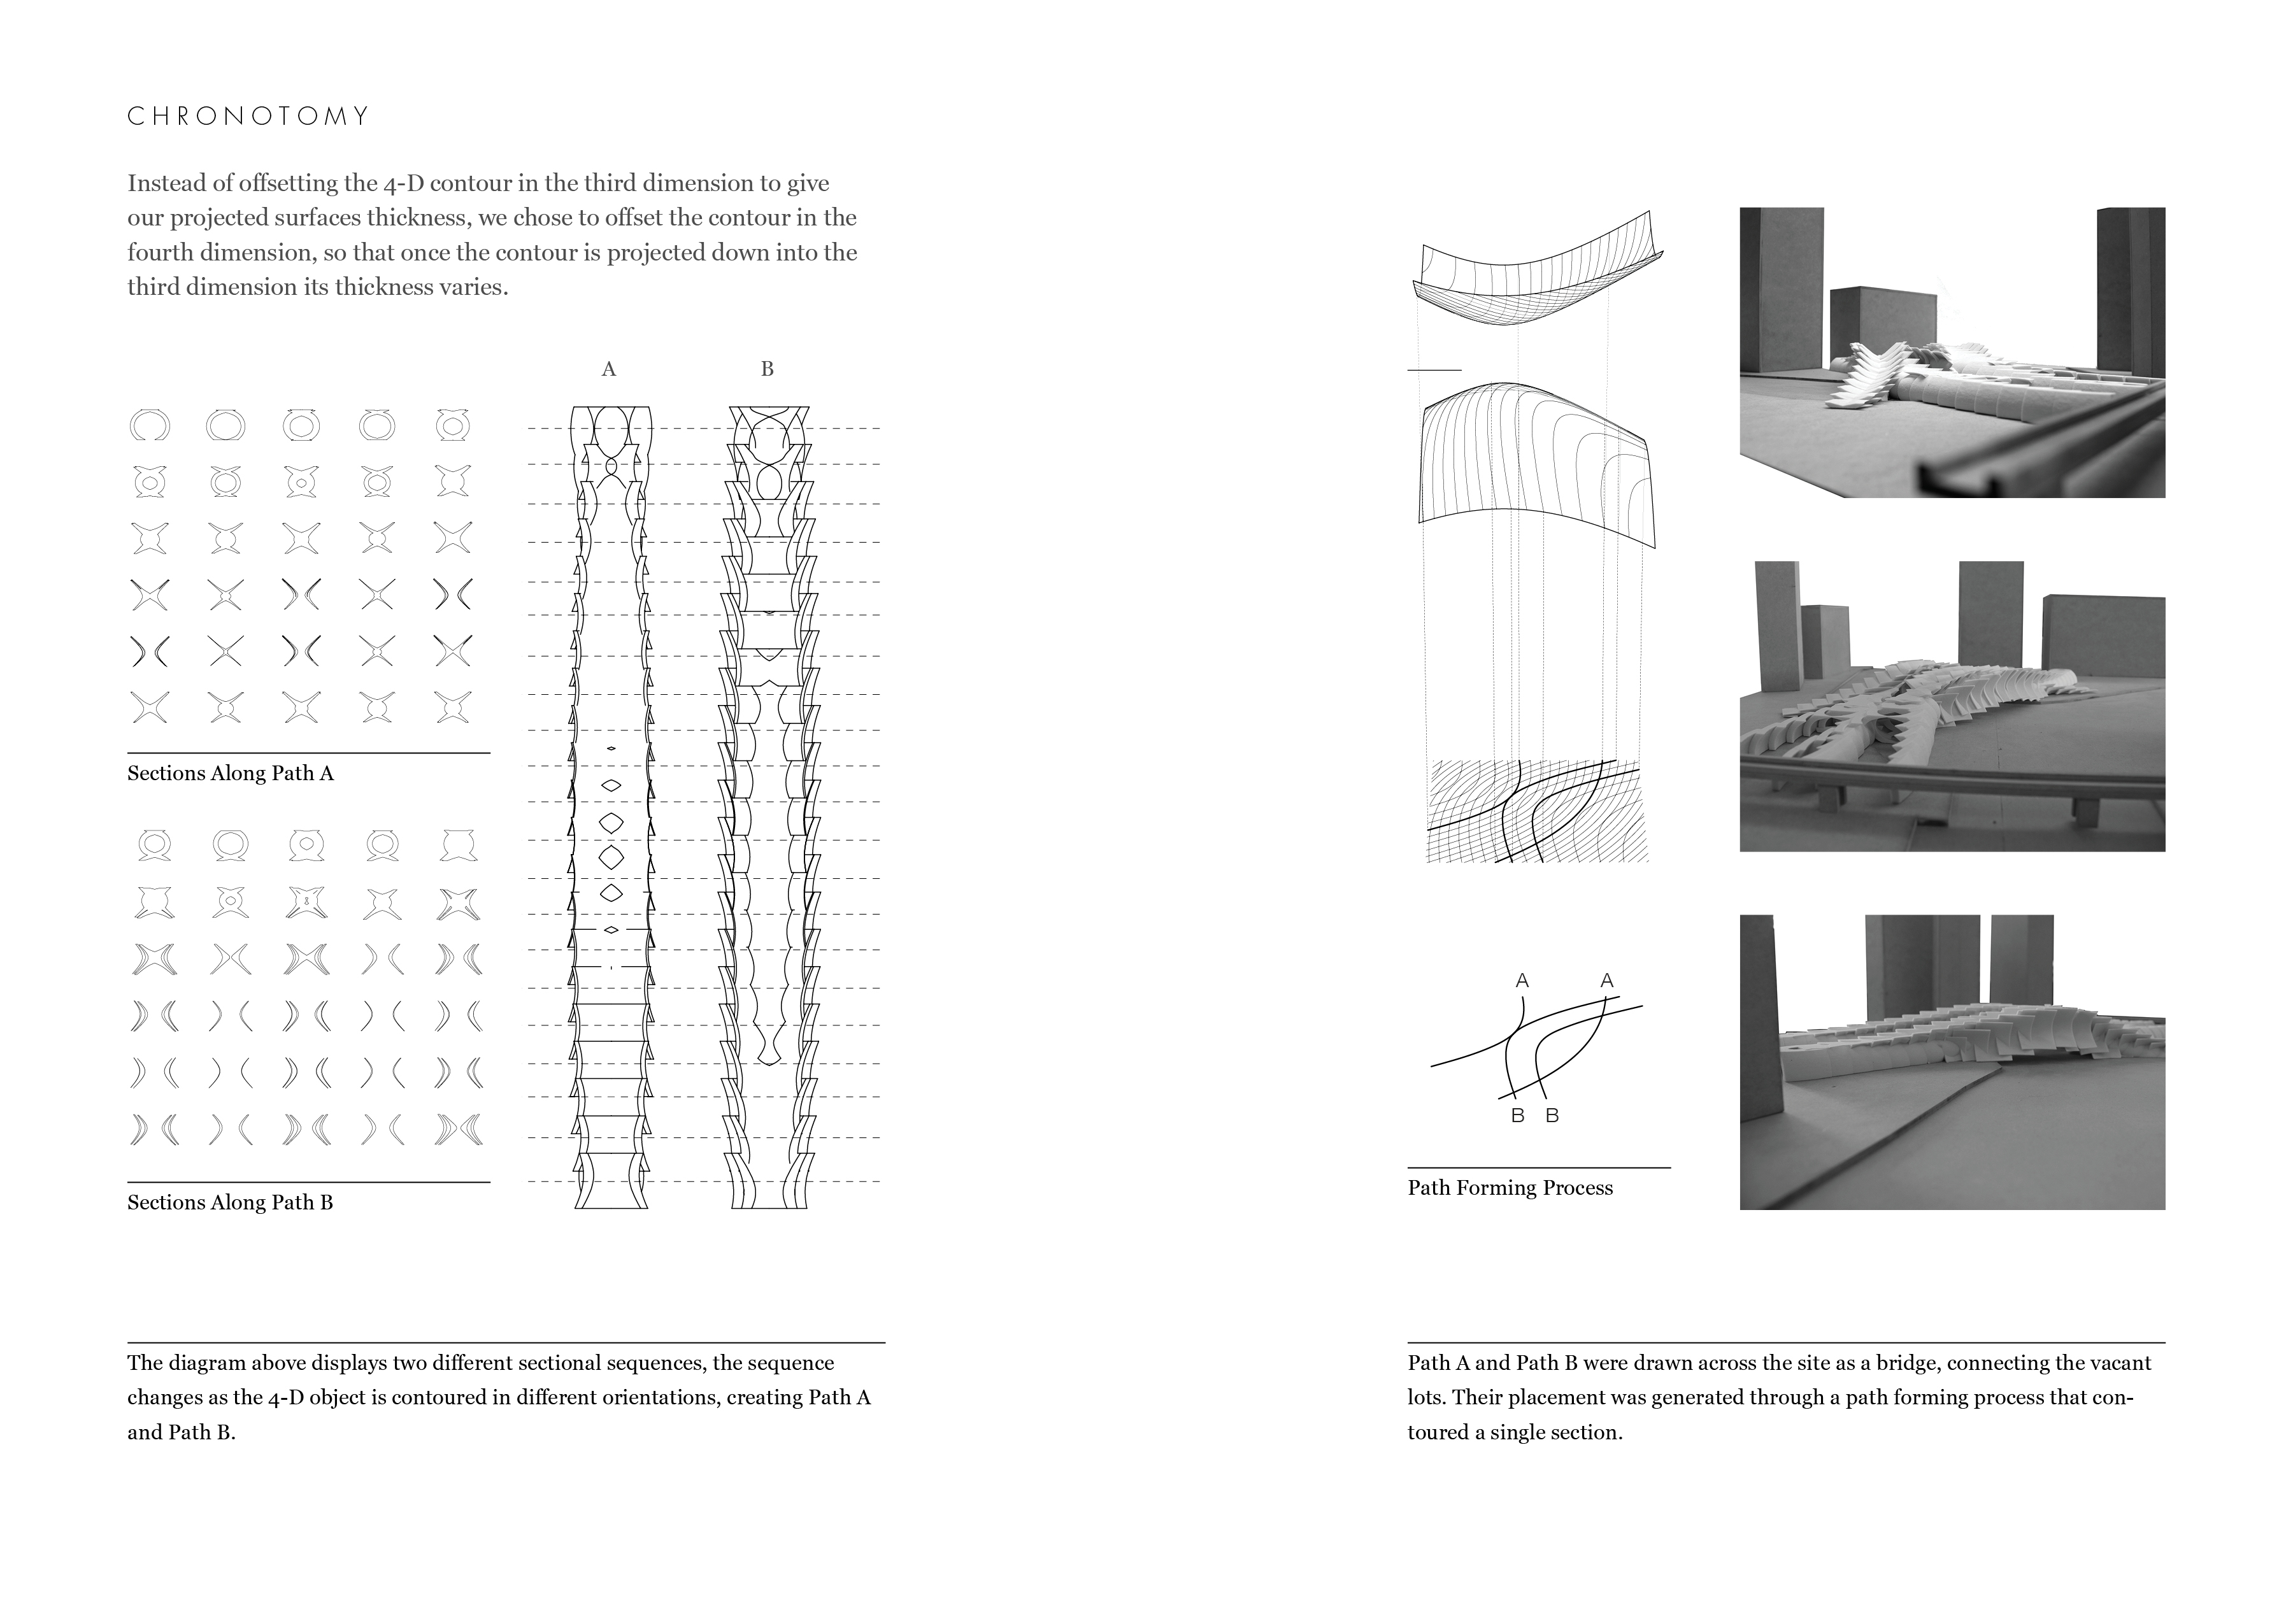 CHRONOTOMY
Instead of offsetting the 4-D contour in the third dimension to give
our projected surfaces thickness, we chose to offset the contour in the
fourth dimension, so that once the contour is projected down into the
third dimension its thickness varies.
A
B
Sections Along Path A
Sections Along Path B
The diagram above displays two different sectional sequences, the sequence
changes as the 4-D object is contoured in different orientations, creating Path A
and Path B.
A
A
B
B
Path Forming Process
Path A and Path B were drawn across the site as a bridge, connecting the vacant
lots. Their placement was generated through a path forming process that con-
toured a single section.